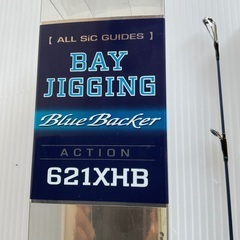 [ ALL SiC GUIDES ]
BAY
JIGGING
Blue Backer
ACTION
621XHB